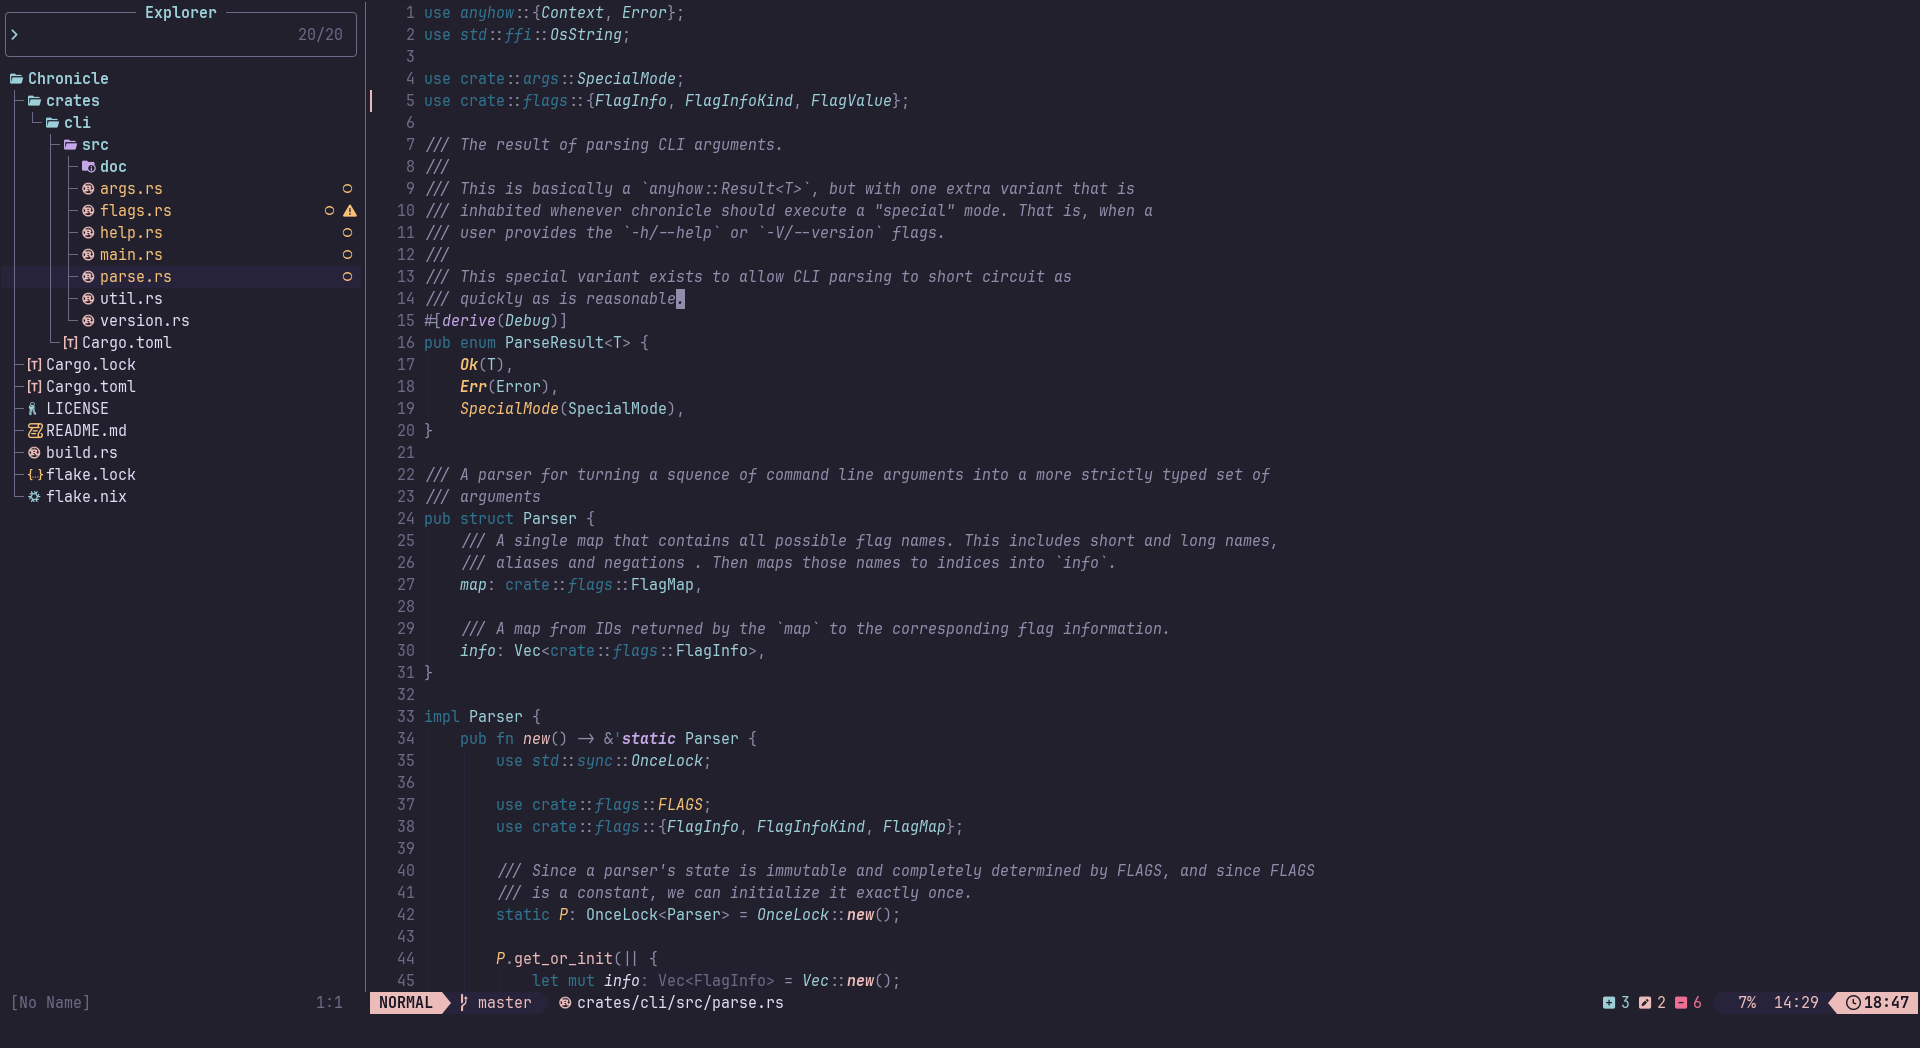 Explorer
20/20
Chronicle
crates
cli
src
doc
args.rs
flags.rs
help.rs
main.rs
parse.rs
util.rs
version.rs
Cargo.toml
Cargo.lock
Cargo.toml
LICENSE
README.md
build.rs
flake.lock
flake.nix
[No Name] 1:1
1 use anyhow::{Context, Error};
2 use std::ffi::OsString;
3
4 use crate::args::SpecialMode;
5 use crate::flags::{FlagInfo, FlagInfoKind, FlagValue};
6
7 /// The result of parsing CLI arguments.
8 ///
9 /// This is basically a `anyhow::Result<T>`, but with one extra variant that is
10 /// inhabited whenever chronicle should execute a "special" mode. That is, when a
11 /// user provides the `-h/--help` or `-V/--version` flags.
12 ///
13 /// This special variant exists to allow CLI parsing to short circuit as
14 /// quickly as is reasonable.
15 #[derive(Debug)]
16 pub enum ParseResult<T> {
17     Ok(T),
18     Err(Error),
19     SpecialMode(SpecialMode),
20 }
21
22 /// A parser for turning a squence of command line arguments into a more strictly typed set of
23 /// arguments
24 pub struct Parser {
25     /// A single map that contains all possible flag names. This includes short and long names,
26     /// aliases and negations . Then maps those names to indices into `info`.
27     map: crate::flags::FlagMap,
28
29     /// A map from IDs returned by the `map` to the corresponding flag information.
30     info: Vec<crate::flags::FlagInfo>,
31 }
32
33 impl Parser {
34     pub fn new() -> &'static Parser {
35         use std::sync::OnceLock;
36
37         use crate::flags::FLAGS;
38         use crate::flags::{FlagInfo, FlagInfoKind, FlagMap};
39
40         /// Since a parser's state is immutable and completely determined by FLAGS, and since FLAGS
41         /// is a constant, we can initialize it exactly once.
42         static P: OnceLock<Parser> = OnceLock::new();
43
44         P.get_or_init(|| {
45             let mut info: Vec<FlagInfo> = Vec::new();
NORMAL master crates/cli/src/parse.rs 3 2 6 7% 14:29 18:47